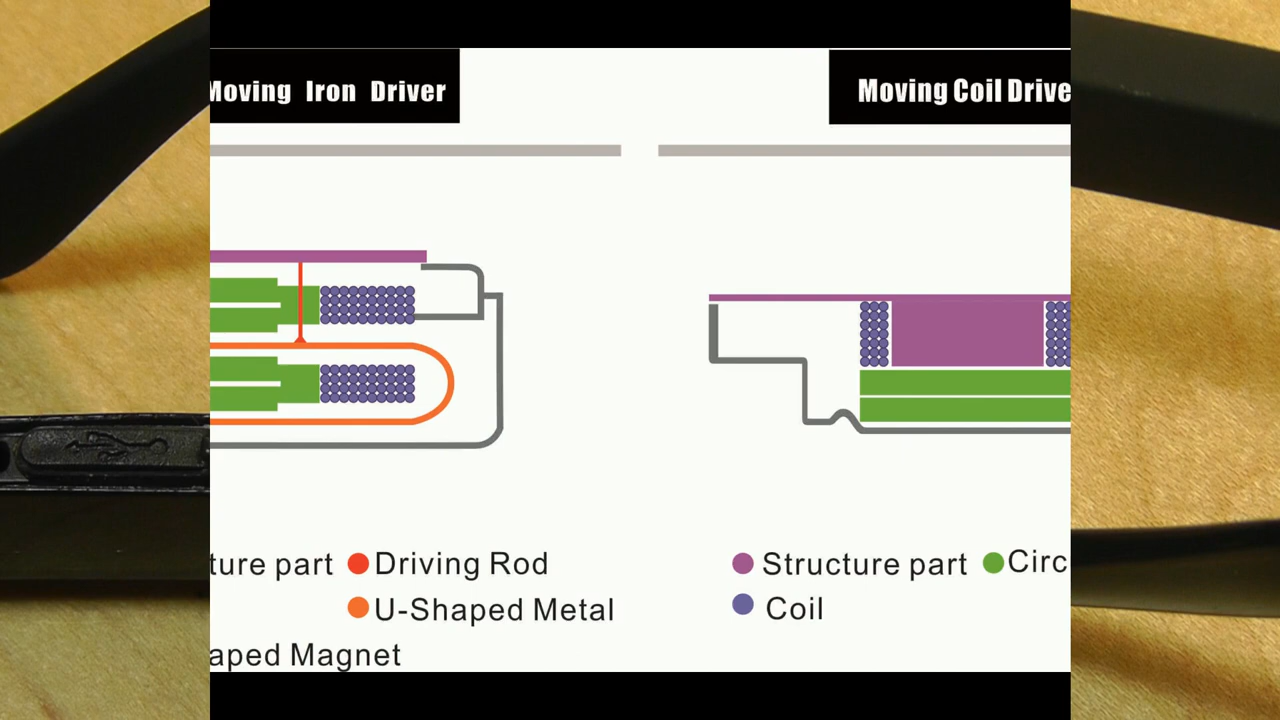 Moving Iron Driver
Moving Coil Drive
ture part
Driving Rod
U-Shaped Metal
aped Magnet
Structure part
Circ
Coil